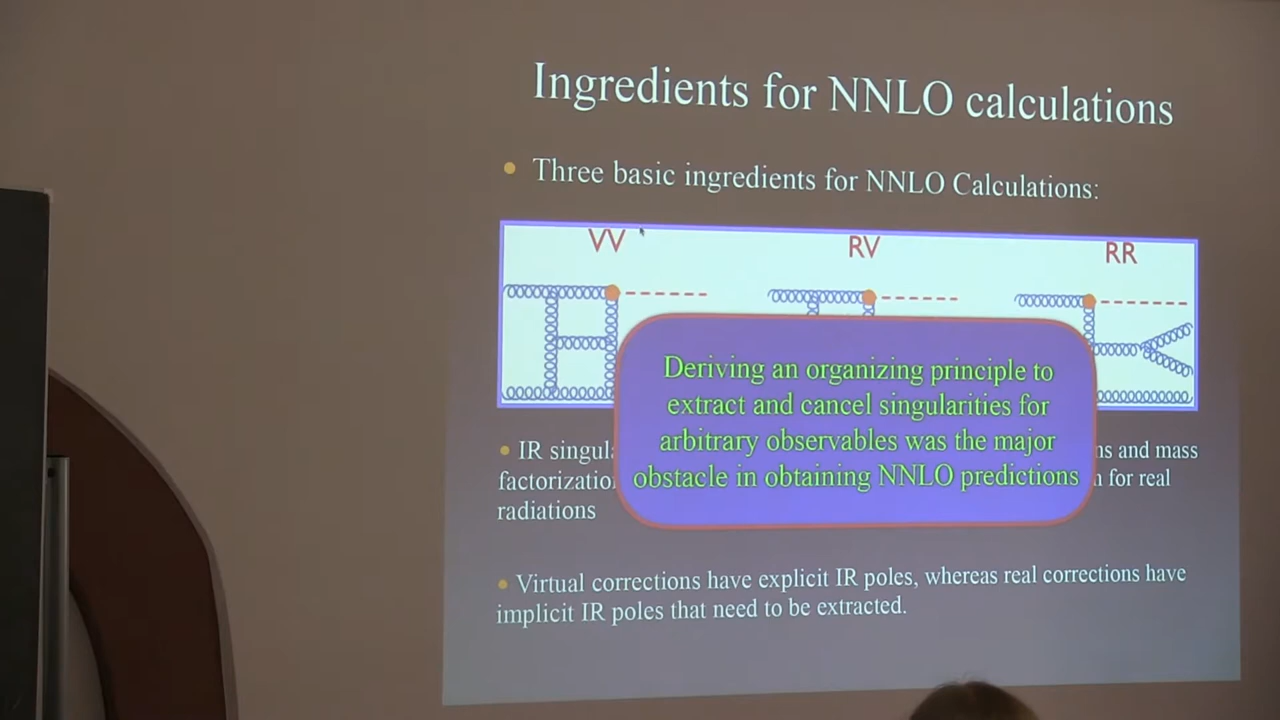 Ingredients for NNLO calculations
Three basic ingredients for NNLO Calculations:
VV RV RR
Deriving an organizing principle to
extract and cancel singularities for
arbitrary observables was the major
obstacle in obtaining NNLO predictions
IR and mass
for real
radiations
Virtual corrections have explicit IR poles, whereas real corrections have
implicit IR poles that need to be extracted.